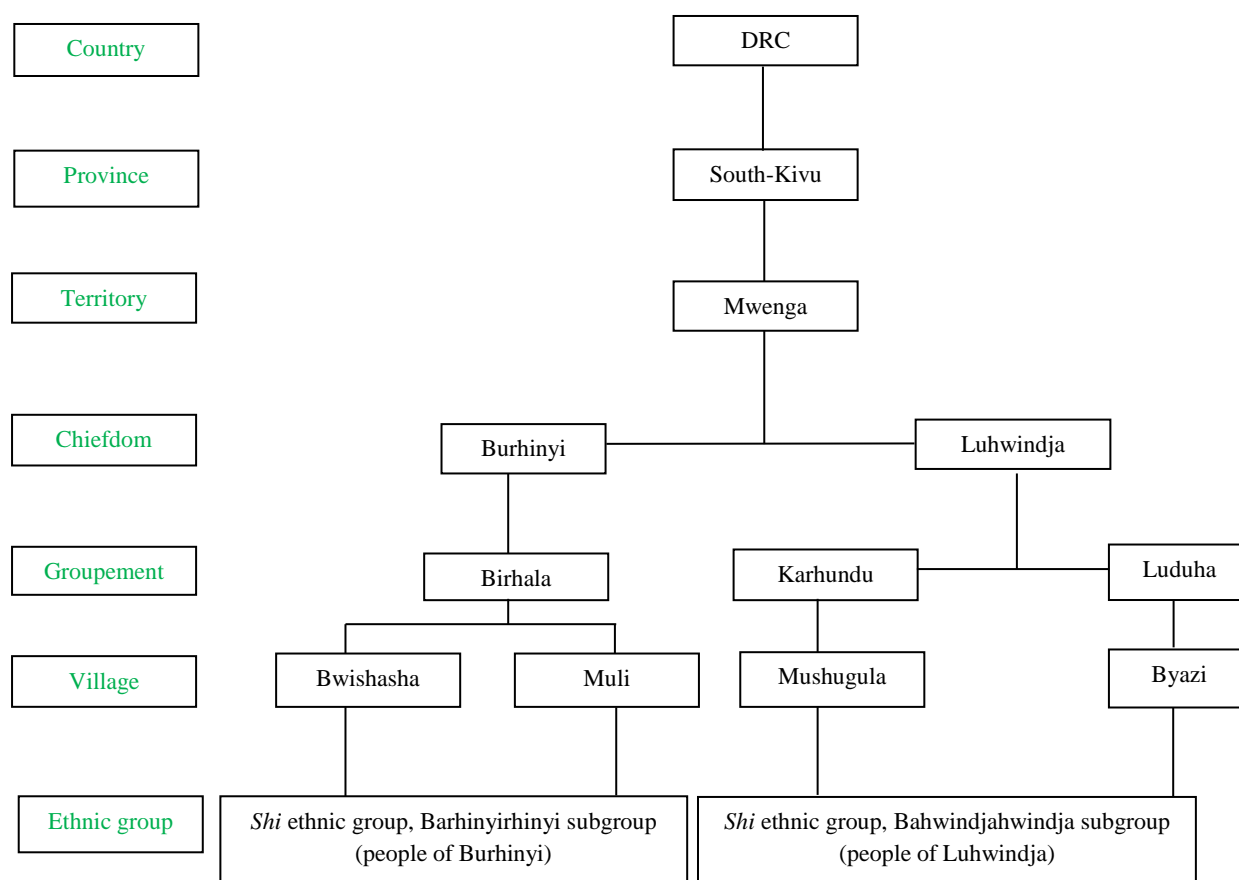 Country
DRC
Province
South-Kivu
Territory
Mwenga
Chiefdom
Burhinyi
Luhwindja
Groupement
Birhala
Karhundu
Luduha
Village
Bwishasha
Muli
Mushugula
Byazi
Ethnic group
Shi ethnic group, Barhinyirhinyi subgroup
(people of Burhinyi)
Shi ethnic group, Bahwindjahwindja subgroup
(people of Luhwindja)